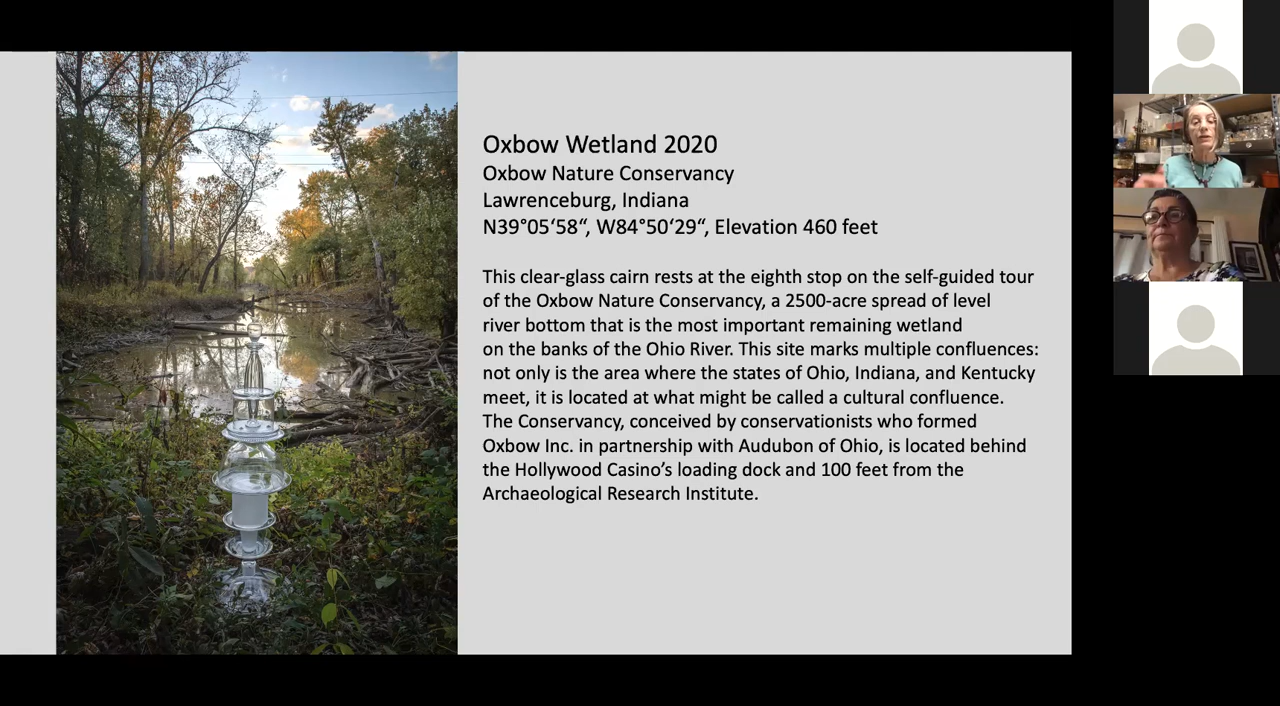 Oxbow Wetland 2020
Oxbow Nature Conservancy
Lawrenceburg, Indiana
N39°05‘58“, W84°50‘29“, Elevation 460 feet
This clear-glass cairn rests at the eighth stop on the self-guided tour
of the Oxbow Nature Conservancy, a 2500-acre spread of level
river bottom that is the most important remaining wetland
on the banks of the Ohio River. This site marks multiple confluences:
not only is the area where the states of Ohio, Indiana, and Kentucky
meet, it is located at what might be called a cultural confluence.
The Conservancy, conceived by conservationists who formed
Oxbow Inc. in partnership with Audubon of Ohio, is located behind
the Hollywood Casino’s loading dock and 100 feet from the
Archaeological Research Institute.